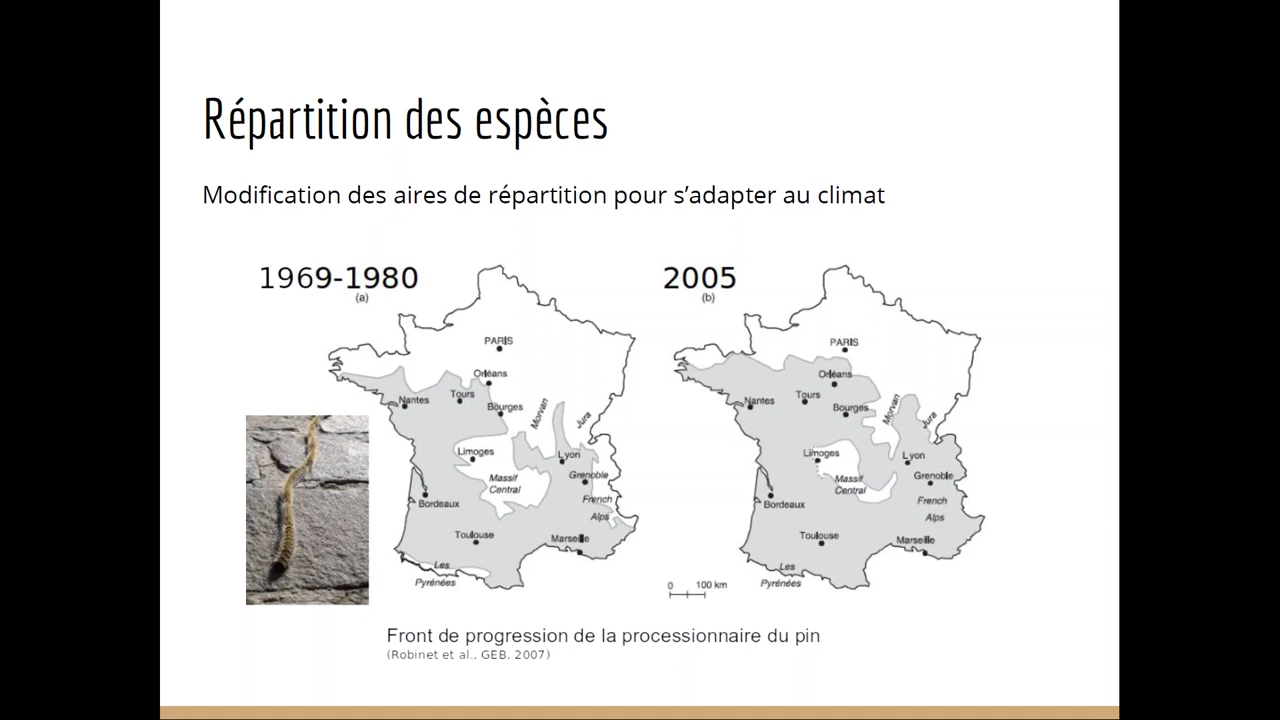 Répartition des espèces
Modification des aires de répartition pour s’adapter au climat
1969-1980
(a)
PARIS
Orléans
Tours
Nantes
Bourges
Morvan
Jura
Limoges
Lyon
Massif
Central
Grenoble
French
Alps
Bordeaux
Toulouse
Marseille
Les
Pyrénées
2005
(b)
PARIS
Orléans
Tours
Nantes
Bourges
Morvan
Jura
Limoges
Lyon
Massif
Central
Grenoble
French
Alps
Bordeaux
Toulouse
Marseille
Les
Pyrénées
0 100 km
Front de progression de la processionnaire du pin
(Robinet et al., GEB, 2007)